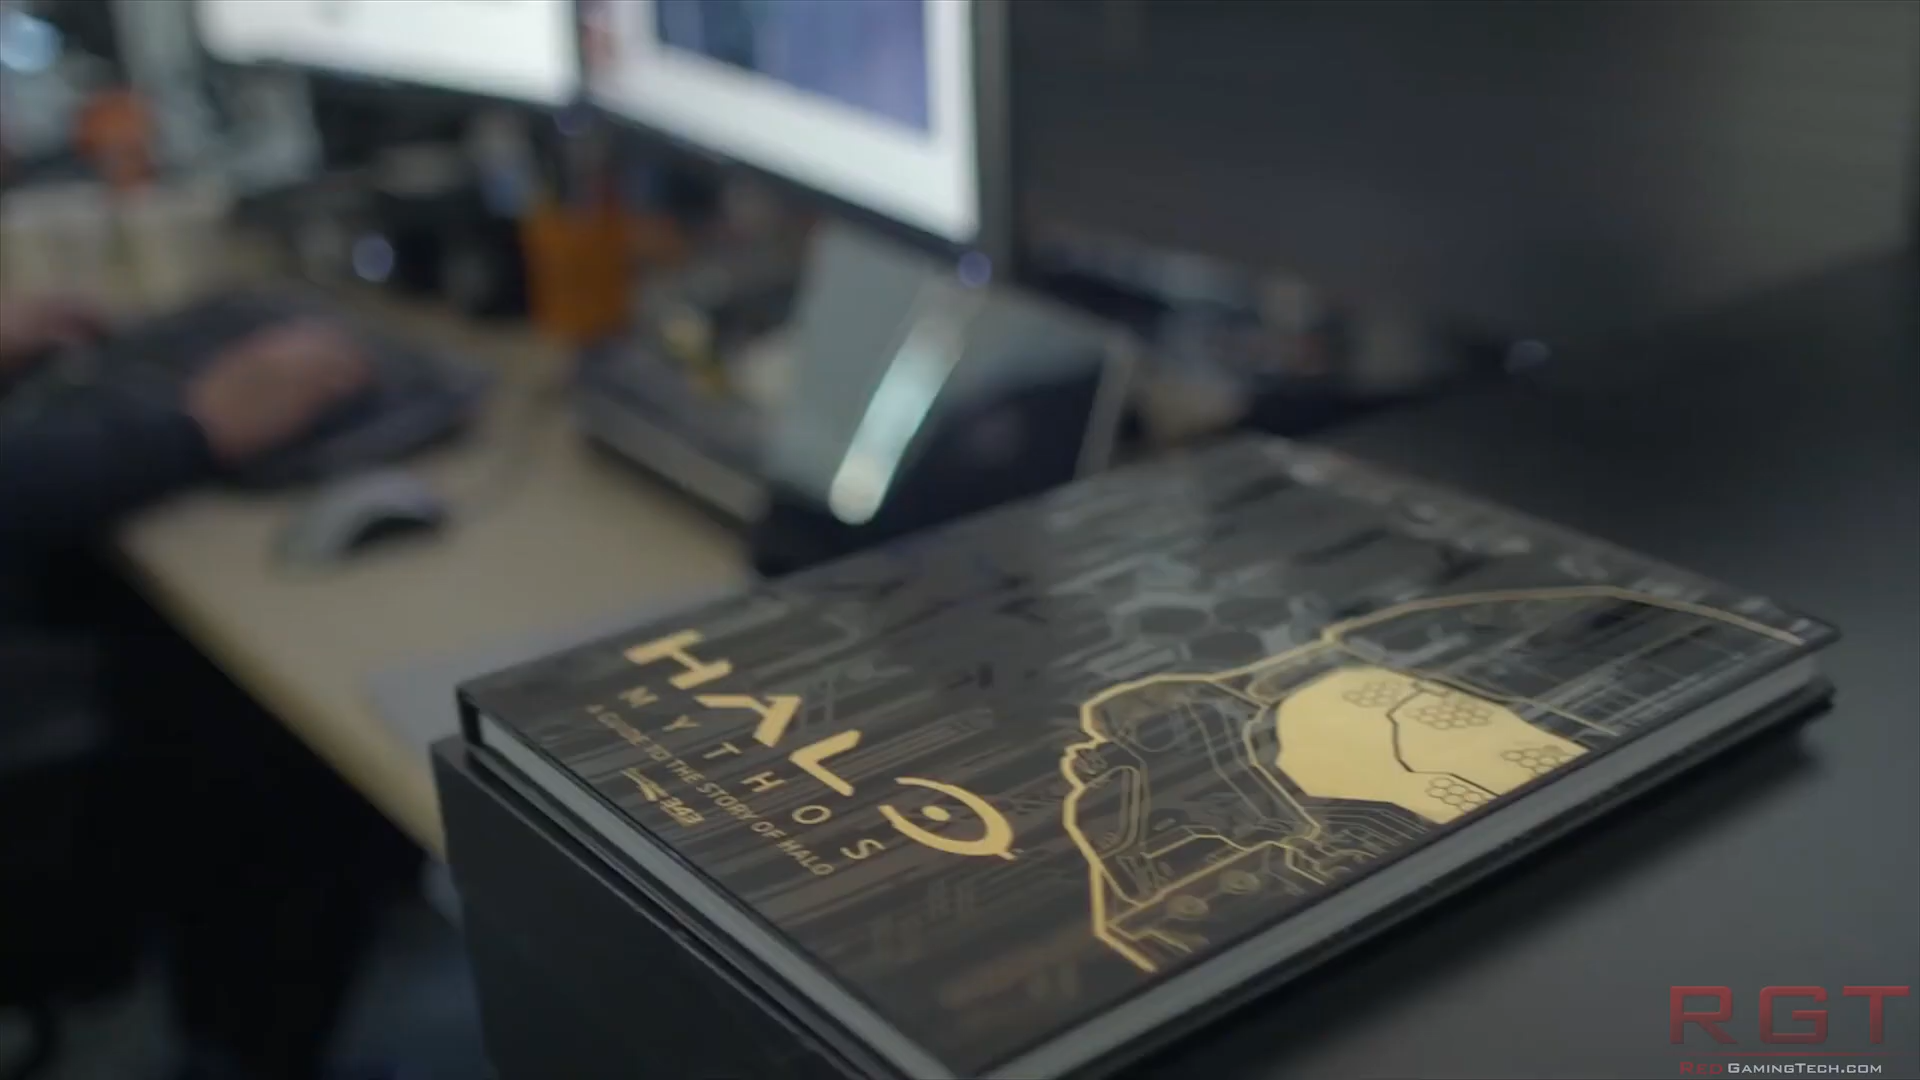 HALO
MYTHOS
A GUIDE TO THE STORY OF HALO
343
RGT
REDGAMINGTECH.COM